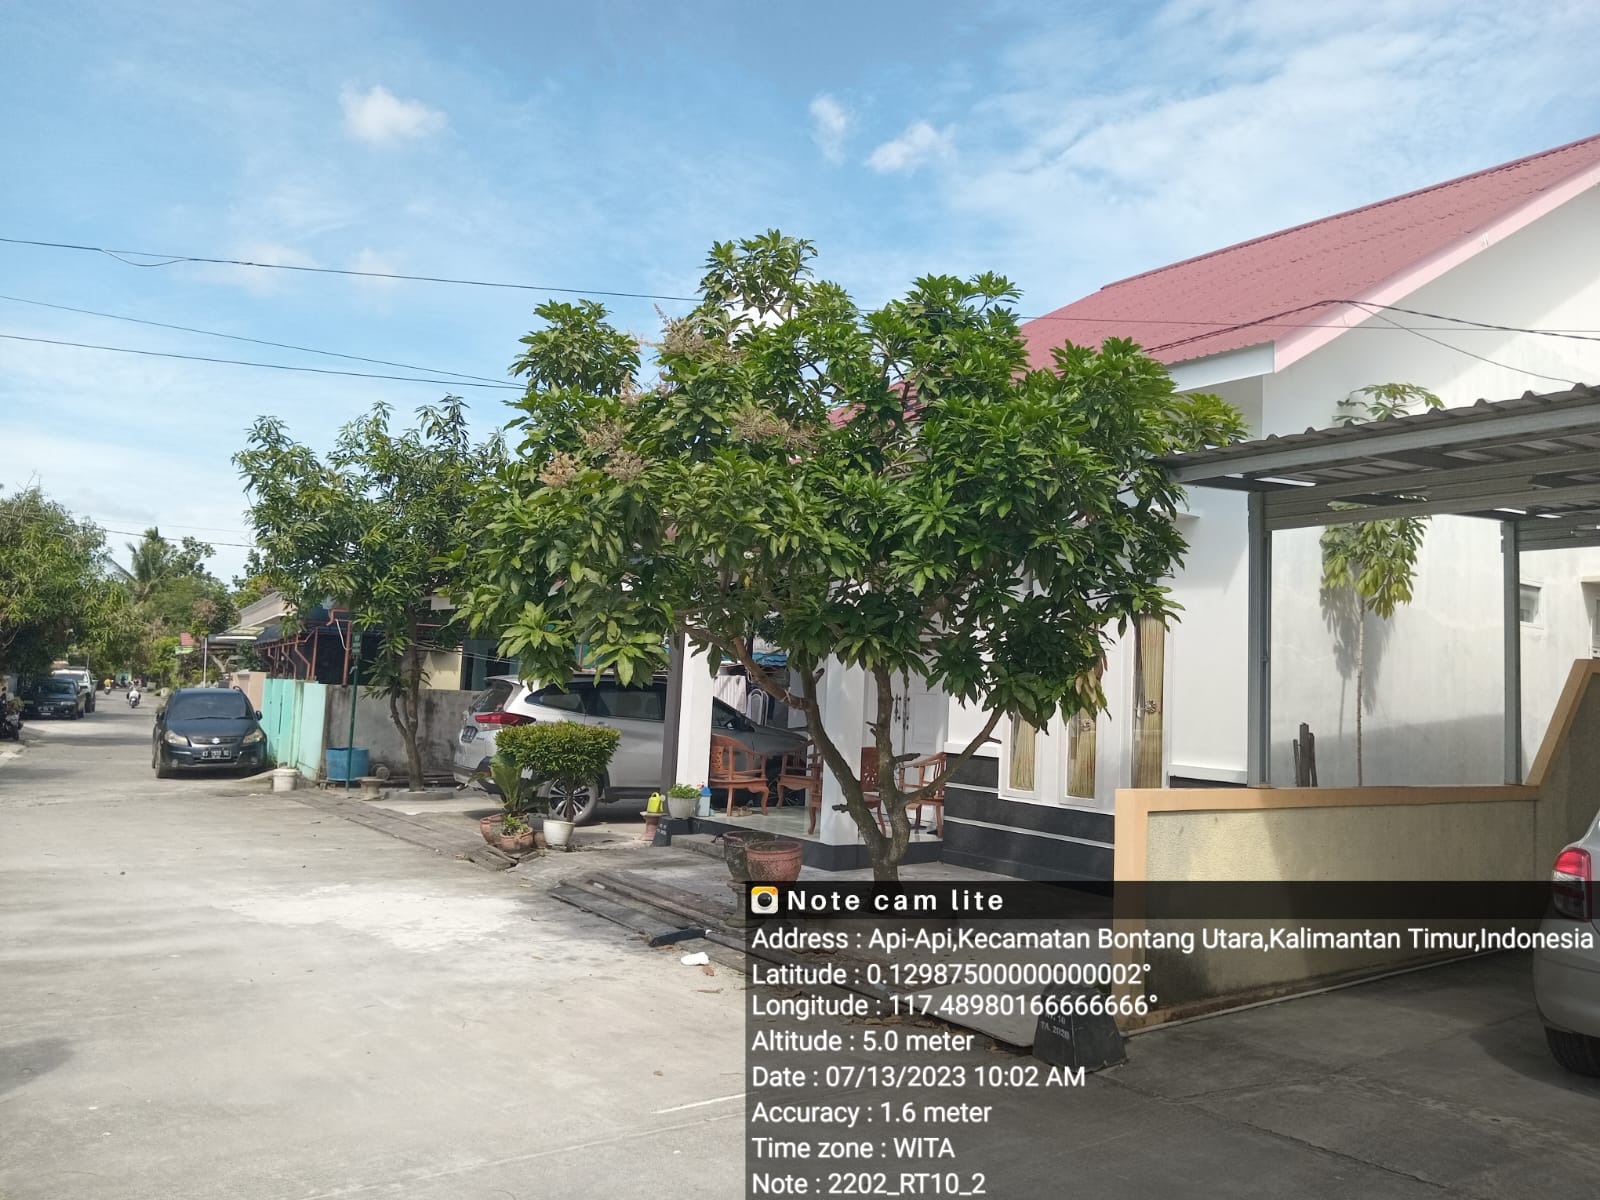 Note cam lite
Address : Api-Api,Kecamatan Bontang Utara,Kalimantan Timur,Indonesia
Latitude : 0.12987500000000002°
Longitude : 117.48980166666666°
Altitude : 5.0 meter
Date : 07/13/2023 10:02 AM
Accuracy : 1.6 meter
Time zone : WITA
Note : 2202_RT10_2